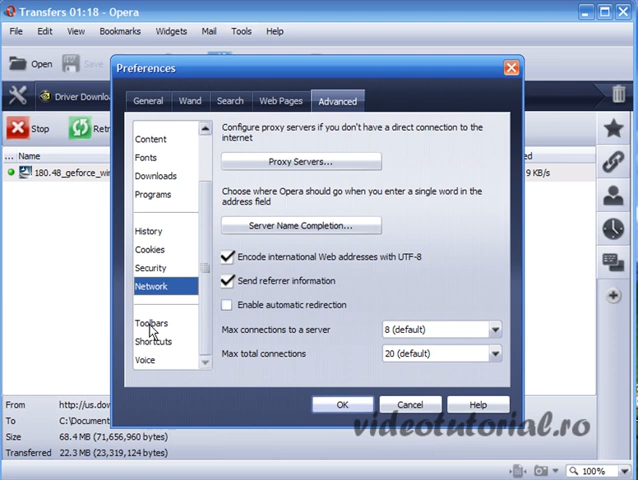 Transfers 01:18 - Opera
File Edit View Bookmarks Widgets Mail Tools Help
Open Save
Preferences
Driver Downlo
General Wand Search Web Pages Advanced
Stop Retr
... Name
180.48_geforce_win
9 KB/s
Content
Fonts
Downloads
Programs
History
Cookies
Security
Network
Toolbars
Shortcuts
Voice
Configure proxy servers if you don't have a direct connection to the
internet
Proxy Servers...
Choose where Opera should go when you enter a single word in the
address field
Server Name Completion...
Encode international Web addresses with UTF-8
Send referrer information
Enable automatic redirection
Max connections to a server 8 (default)
Max total connections 20 (default)
OK Cancel Help
From http://us.dow
To C:\Document
Size 68.4 MB (71,656,960 bytes)
Transferred 22.3 MB (23,319,124 bytes)
videotutorial.ro
100%